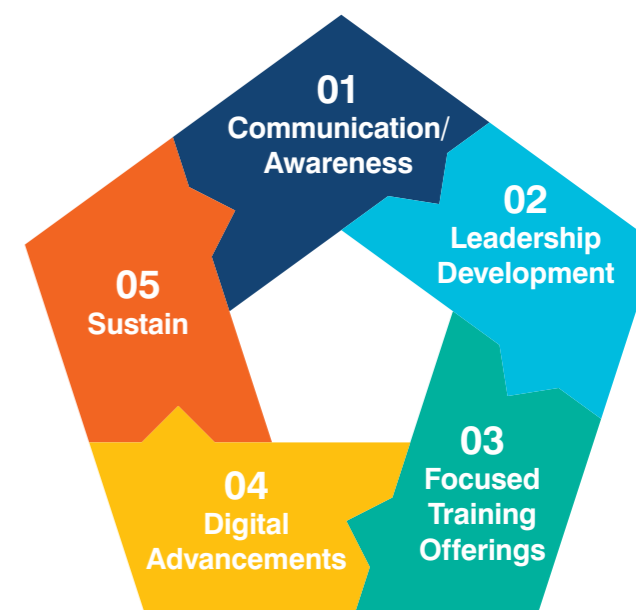 01
Communication/
Awareness
02
Leadership
Development
03
Focused
Training
Offerings
04
Digital
Advancements
05
Sustain